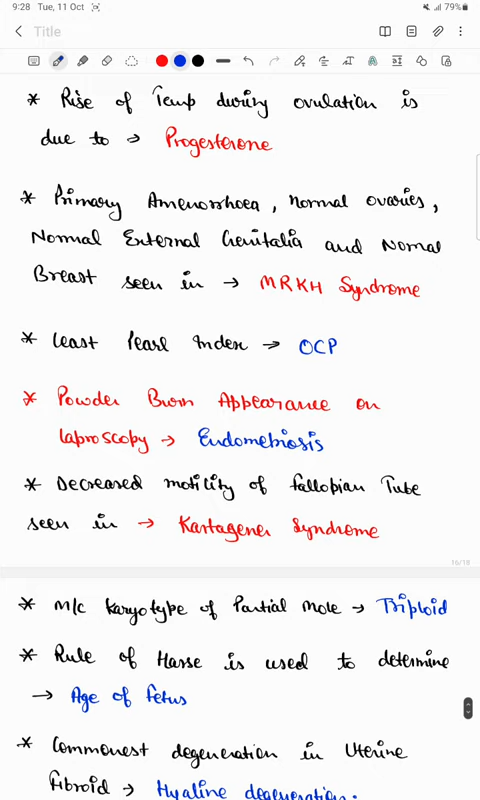 9:28 Tue, 11 Oct
79%
Title
* Rise of Temp during ovulation is
due to → Progesterone
* Primary Amenorrhoea, Normal ovaries,
Normal External Genitalia and Normal
Breast seen in → MRKH Syndrome
* Least Pearl Index → OCP
* Powder Burn Appearance on
Laproscopy → Endometriosis
* Decreased motility of fallopian Tube
seen in → Kartagener Syndrome
16/18
* M/c Karyotype of Partial Mole → Triploid
* Rule of Hasse is used to determine
→ Age of fetus
* Commonest degeneration in Uterine
fibroid → Hyaline degeneration.